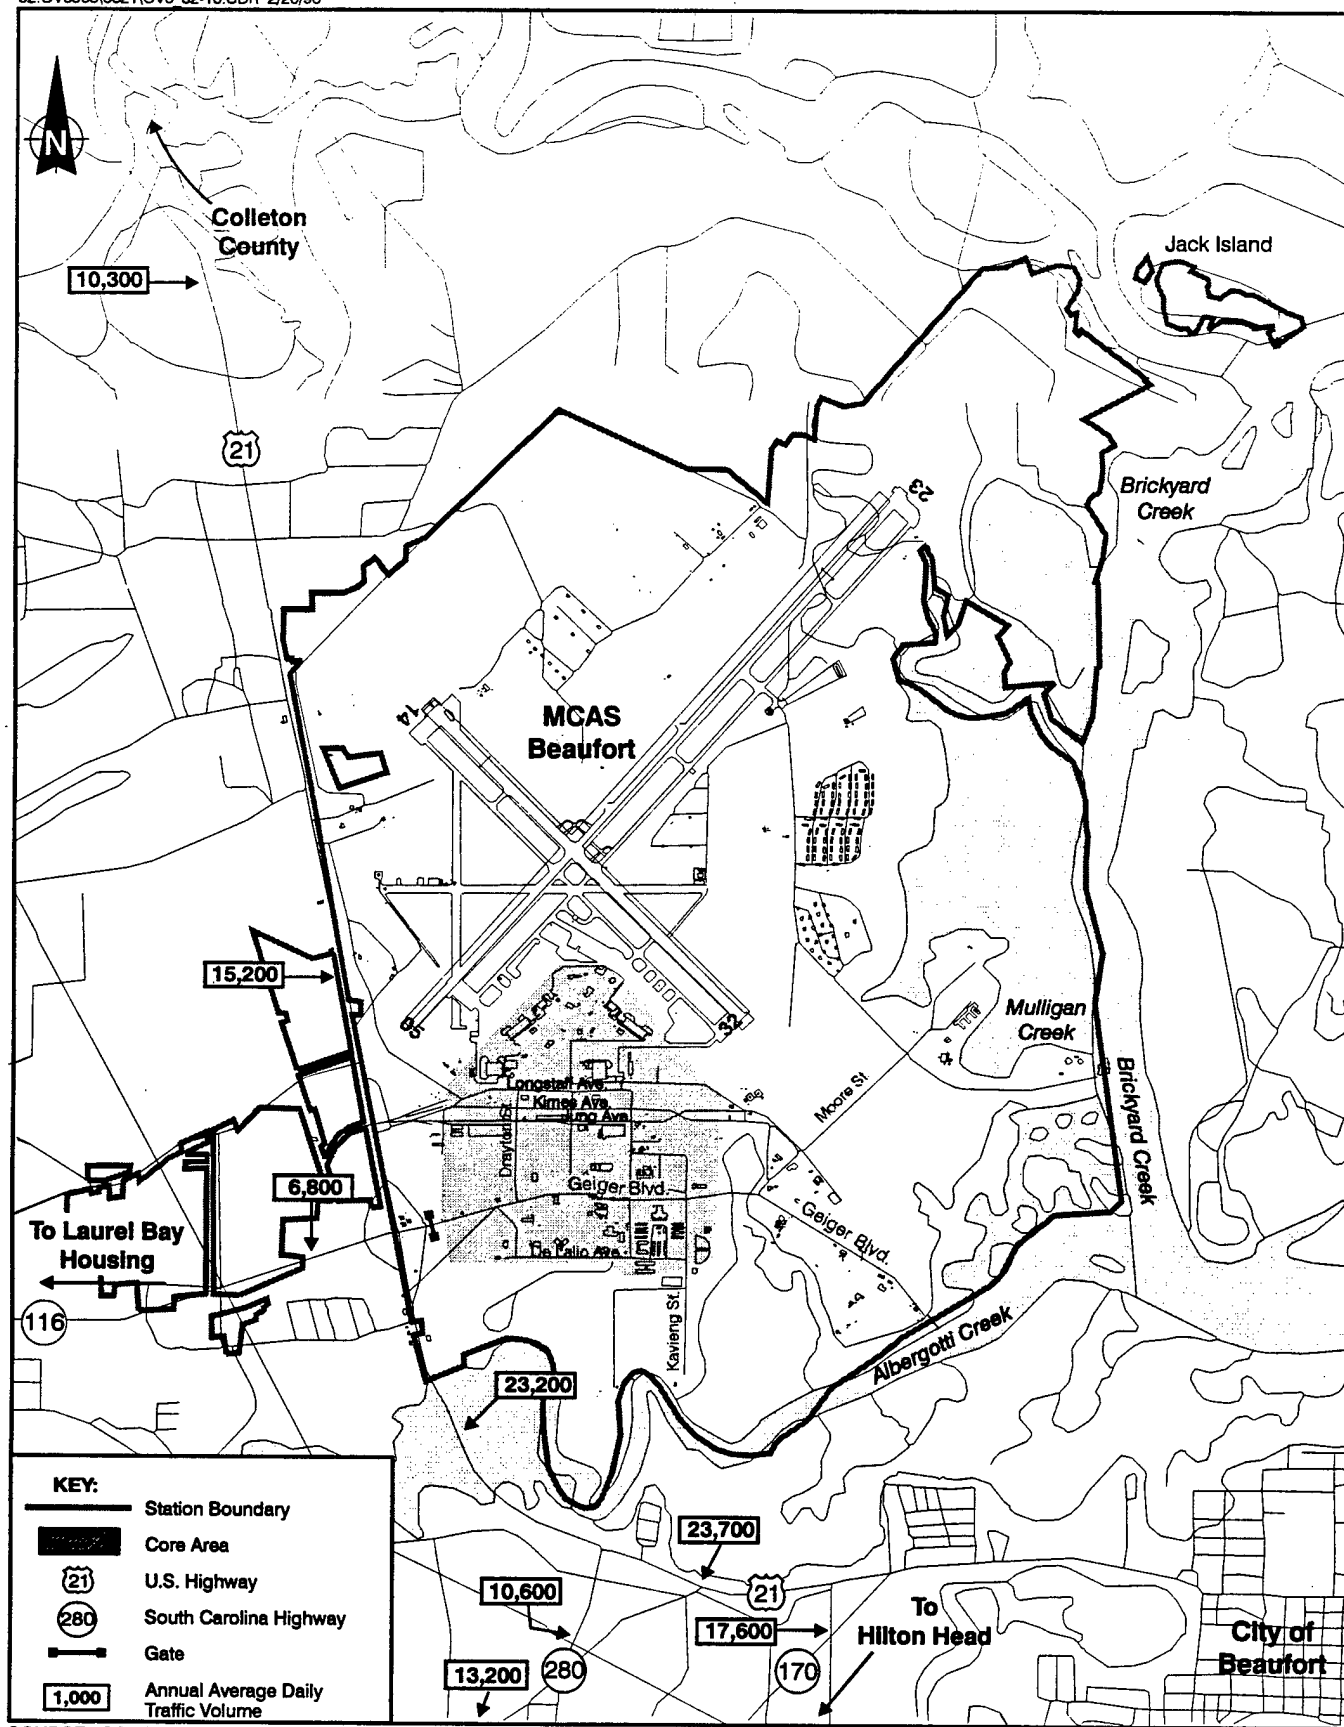 N
Colleton
County
10,300
Jack Island
21
Brickyard
Creek
23
14
MCAS
Beaufort
15,200
05
32
Mulligan
Creek
Longstaff Ave.
Kimes Ave.
Moore St
Brickyard Creek
Drayton St.
6,800
Geiger Blvd.
Geiger Blvd.
To Laurel Bay
Housing
De Lalio Ave.
116
Kavieng St.
Albergotti Creek
23,200
KEY:
Station Boundary
Core Area
21
U.S. Highway
280
South Carolina Highway
Gate
1,000
Annual Average Daily
Traffic Volume
23,700
10,600
21
17,600
To
Hilton Head
City of
Beaufort
13,200
280
170